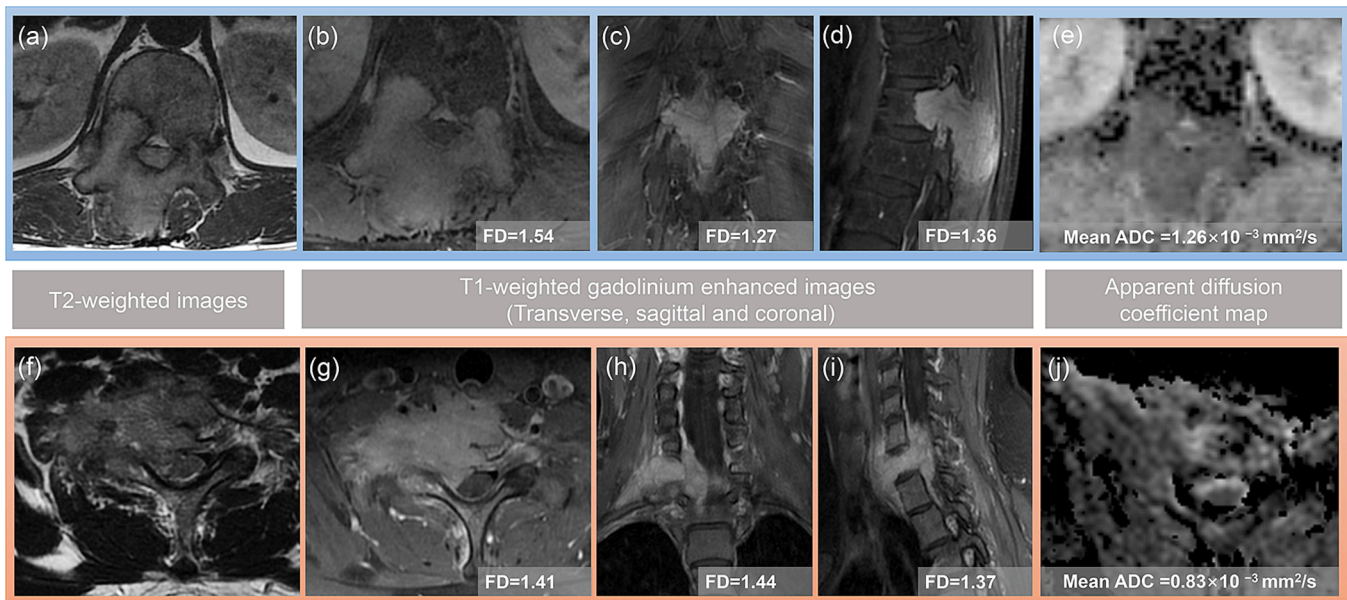 (a)
(b)
(c)
(d)
(e)
FD=1.54
FD=1.27
FD=1.36
Mean ADC =1.26×10 ⁻³ mm²/s
T2-weighted images
T1-weighted gadolinium enhanced images
(Transverse, sagittal and coronal)
Apparent diffusion
coefficient map
(f)
(g)
(h)
(i)
(j)
FD=1.41
FD=1.44
FD=1.37
Mean ADC =0.83×10 ⁻³ mm²/s